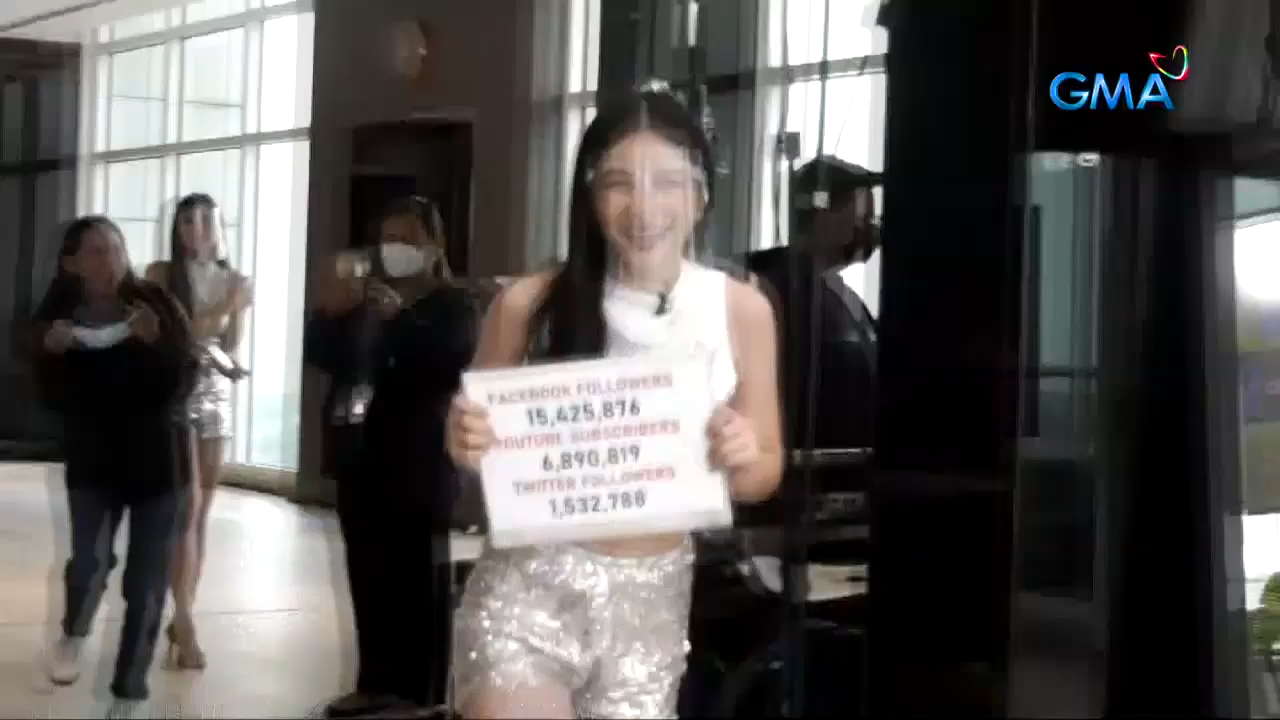 GMA
FACEBOOK FOLLOWERS
15,425,876
YOUTUBE SUBSCRIBERS
6,890,819
TWITTER FOLLOWERS
1,532,788